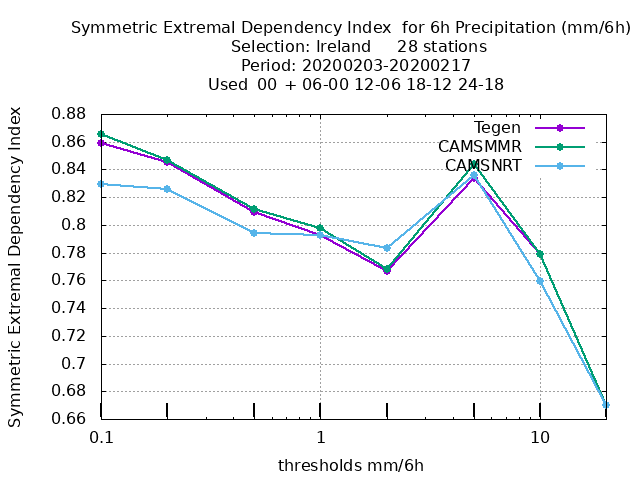 Symmetric Extremal Dependency Index  for 6h Precipitation (mm/6h)
Selection: Ireland     28 stations
Period: 20200203-20200217
Used  00 + 06-00 12-06 18-12 24-18
Symmetric Extremal Dependency Index
0.88
0.86
0.84
0.82
0.8
0.78
0.76
0.74
0.72
0.7
0.68
0.66
Tegen
CAMSMMR
CAMSNRT
0.1 1 10
thresholds mm/6h